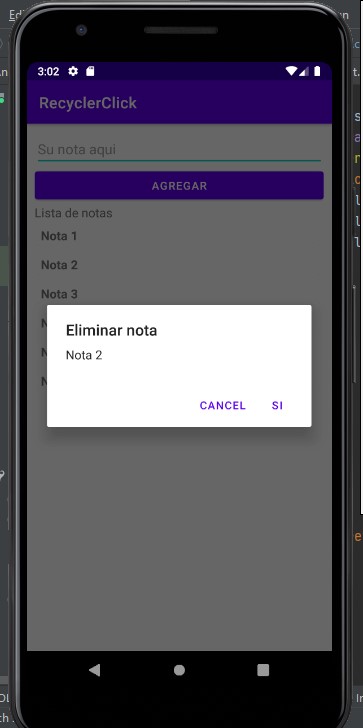 3:02
RecyclerClick
Su nota aqui
AGREGAR
Lista de notas
Nota 1
Nota 2
Nota 3
Eliminar nota
Nota 2
CANCEL
SI